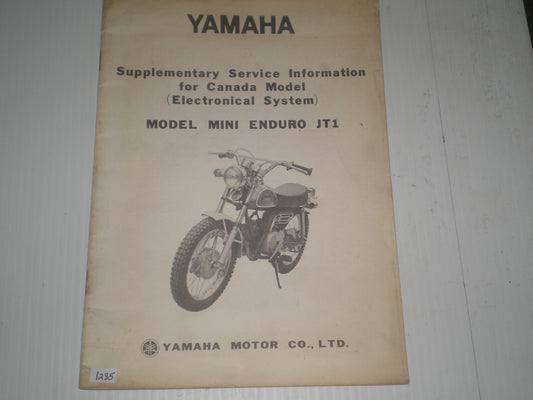 YAMAHA
Supplementary Service Information
for Canada Model
(Electronical System)
MODEL MINI ENDURO JT1
YAMAHA MOTOR CO., LTD.
1235